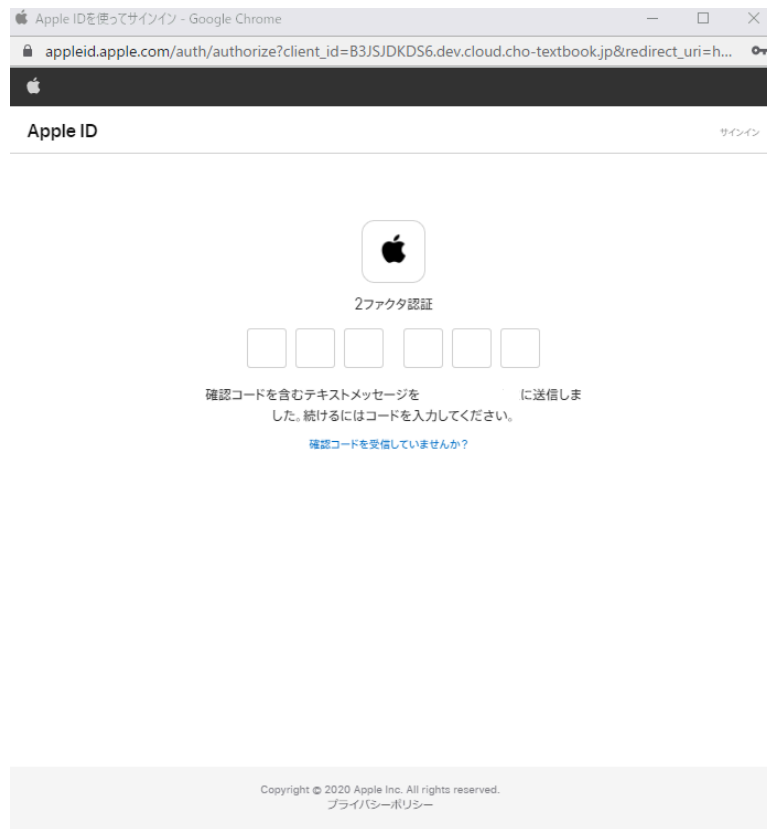 Apple IDを使ってサインイン - Google Chrome
appleid.apple.com/auth/authorize?client_id=B3JSJDKDS6.dev.cloud.cho-textbook.jp&redirect_uri=h...
Apple ID
サインイン
2ファクタ認証
確認コードを含むテキストメッセージを に送信しま
した。続けるにはコードを入力してください。
確認コードを受信していませんか？
Copyright © 2020 Apple Inc. All rights reserved.
プライバシーポリシー